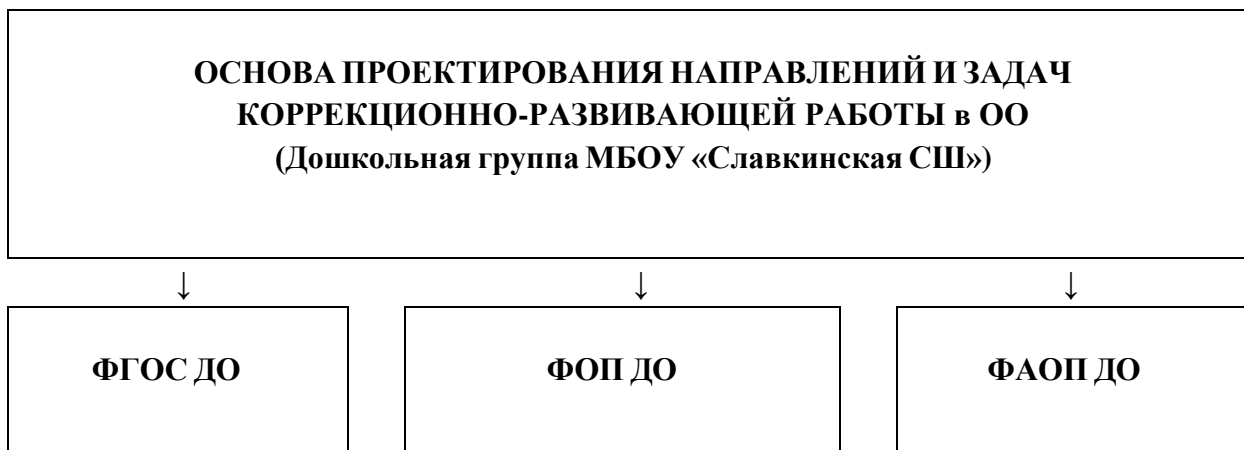 ОСНОВА ПРОЕКТИРОВАНИЯ НАПРАВЛЕНИЙ И ЗАДАЧ
КОРРЕКЦИОННО-РАЗВИВАЮЩЕЙ РАБОТЫ в ОО
(Дошкольная группа МБОУ «Славкинская СШ»)
↓ ↓ ↓
ФГОС ДО ФОП ДО ФАОП ДО